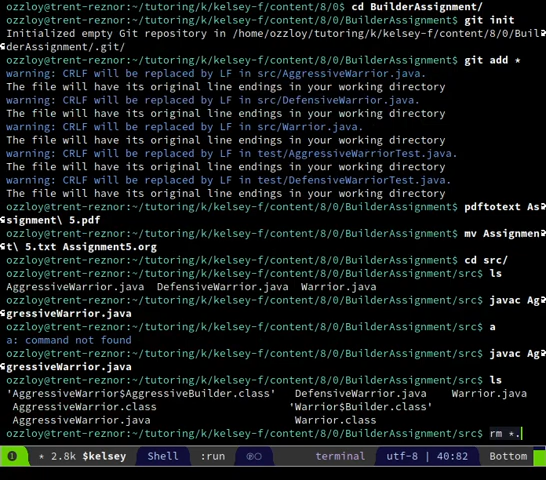 ozzloy@trent-reznor:~/tutoring/k/kelsey-f/content/8/0$ cd BuilderAssignment/
ozzloy@trent-reznor:~/tutoring/k/kelsey-f/content/8/0/BuilderAssignment$ git init
Initialized empty Git repository in /home/ozzloy/tutoring/k/kelsey-f/content/8/0/Buil
derAssignment/.git/
ozzloy@trent-reznor:~/tutoring/k/kelsey-f/content/8/0/BuilderAssignment$ git add *
warning: CRLF will be replaced by LF in src/AggressiveWarrior.java.
The file will have its original line endings in your working directory
warning: CRLF will be replaced by LF in src/DefensiveWarrior.java.
The file will have its original line endings in your working directory
warning: CRLF will be replaced by LF in src/Warrior.java.
The file will have its original line endings in your working directory
warning: CRLF will be replaced by LF in test/AggressiveWarriorTest.java.
The file will have its original line endings in your working directory
warning: CRLF will be replaced by LF in test/DefensiveWarriorTest.java.
The file will have its original line endings in your working directory
ozzloy@trent-reznor:~/tutoring/k/kelsey-f/content/8/0/BuilderAssignment$ pdftotext As
signment\ 5.pdf
ozzloy@trent-reznor:~/tutoring/k/kelsey-f/content/8/0/BuilderAssignment$ mv Assignmen
t\ 5.txt Assignment5.org
ozzloy@trent-reznor:~/tutoring/k/kelsey-f/content/8/0/BuilderAssignment$ cd src/
ozzloy@trent-reznor:~/tutoring/k/kelsey-f/content/8/0/BuilderAssignment/src$ ls
AggressiveWarrior.java  DefensiveWarrior.java  Warrior.java
ozzloy@trent-reznor:~/tutoring/k/kelsey-f/content/8/0/BuilderAssignment/src$ javac Ag
gressiveWarrior.java
ozzloy@trent-reznor:~/tutoring/k/kelsey-f/content/8/0/BuilderAssignment/src$ a
a: command not found
ozzloy@trent-reznor:~/tutoring/k/kelsey-f/content/8/0/BuilderAssignment/src$ javac Ag
gressiveWarrior.java
ozzloy@trent-reznor:~/tutoring/k/kelsey-f/content/8/0/BuilderAssignment/src$ ls
'AggressiveWarrior$AggressiveBuilder.class'   DefensiveWarrior.java   Warrior.java
AggressiveWarrior.class   'Warrior$Builder.class'
AggressiveWarrior.java   Warrior.class
ozzloy@trent-reznor:~/tutoring/k/kelsey-f/content/8/0/BuilderAssignment/src$ rm *.
1 * 2.8k $kelsey Shell :run terminal utf-8 | 40:82 Bottom